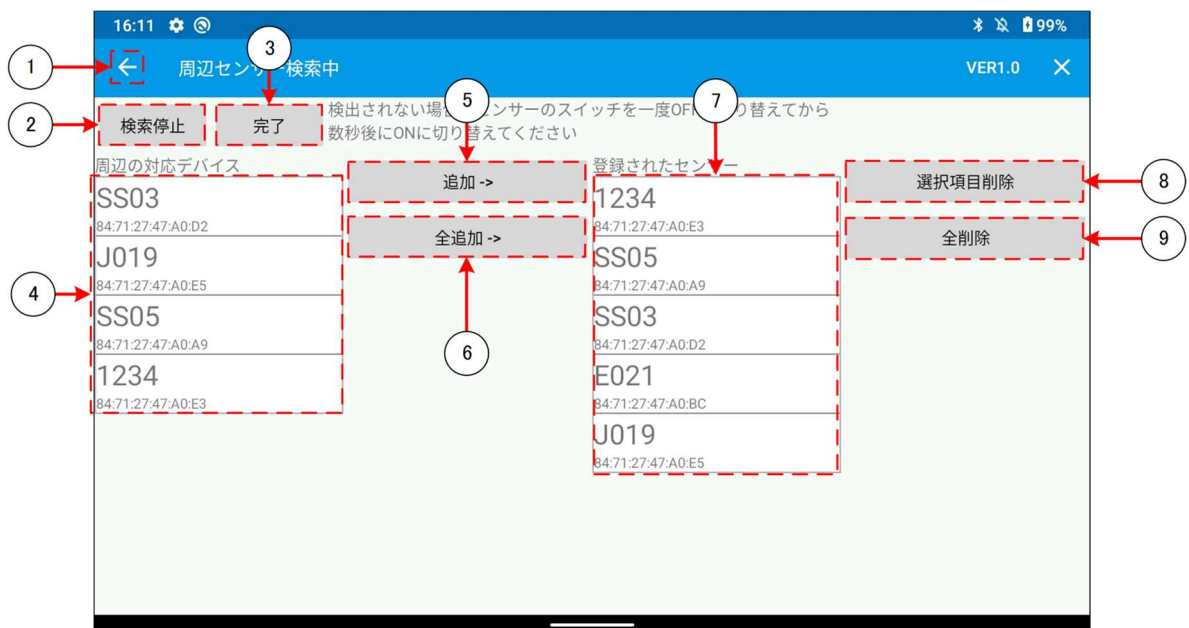 16:11 99%
3
1 周辺センサー検索中 VER1.0
5 7
検出されない場合 センサーのスイッチを一度OFF り替えてから
2 検索停止 完了
数秒後にONに切り替えてください
周辺の対応デバイス 登録されたセンサー
追加 -> 選択項目削除 8
SS03 1234
84:71:27:47:A0:D2 84:71:27:47:A0:E3
全追加 -> 全削除 9
J019 SS05
84:71:27:47:A0:E5 84:71:27:47:A0:A9
4
SS05 SS03
84:71:27:47:A0:A9 84:71:27:47:A0:D2
6
1234 E021
84:71:27:47:A0:E3 84:71:27:47:A0:BC
J019
84:71:27:47:A0:E5